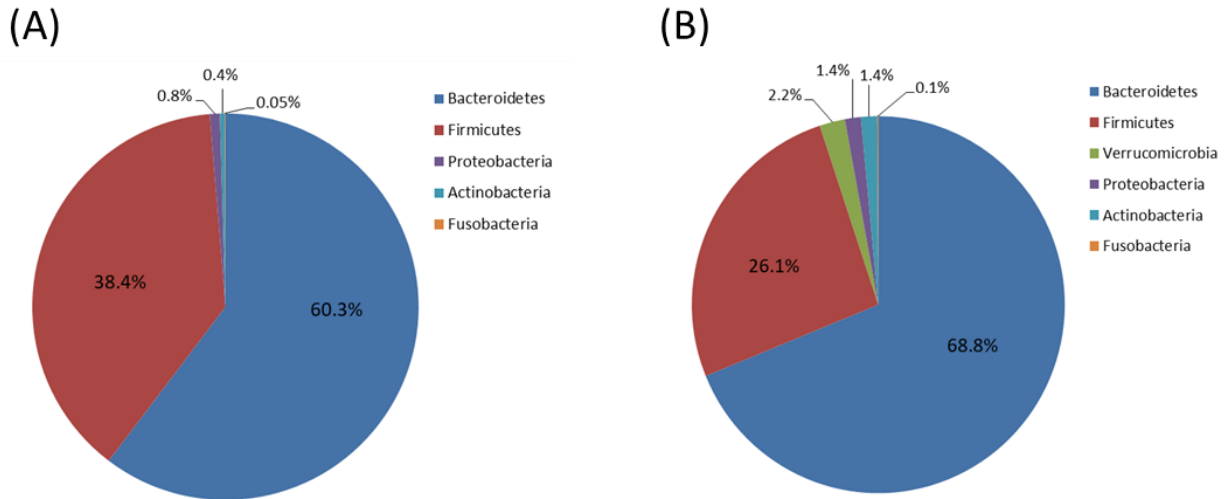 (A)
0.4%
0.8%
0.05%
38.4%
60.3%
Bacteroidetes
Firmicutes
Proteobacteria
Actinobacteria
Fusobacteria
(B)
1.4%
1.4%
2.2%
0.1%
26.1%
68.8%
Bacteroidetes
Firmicutes
Verrucomicrobia
Proteobacteria
Actinobacteria
Fusobacteria